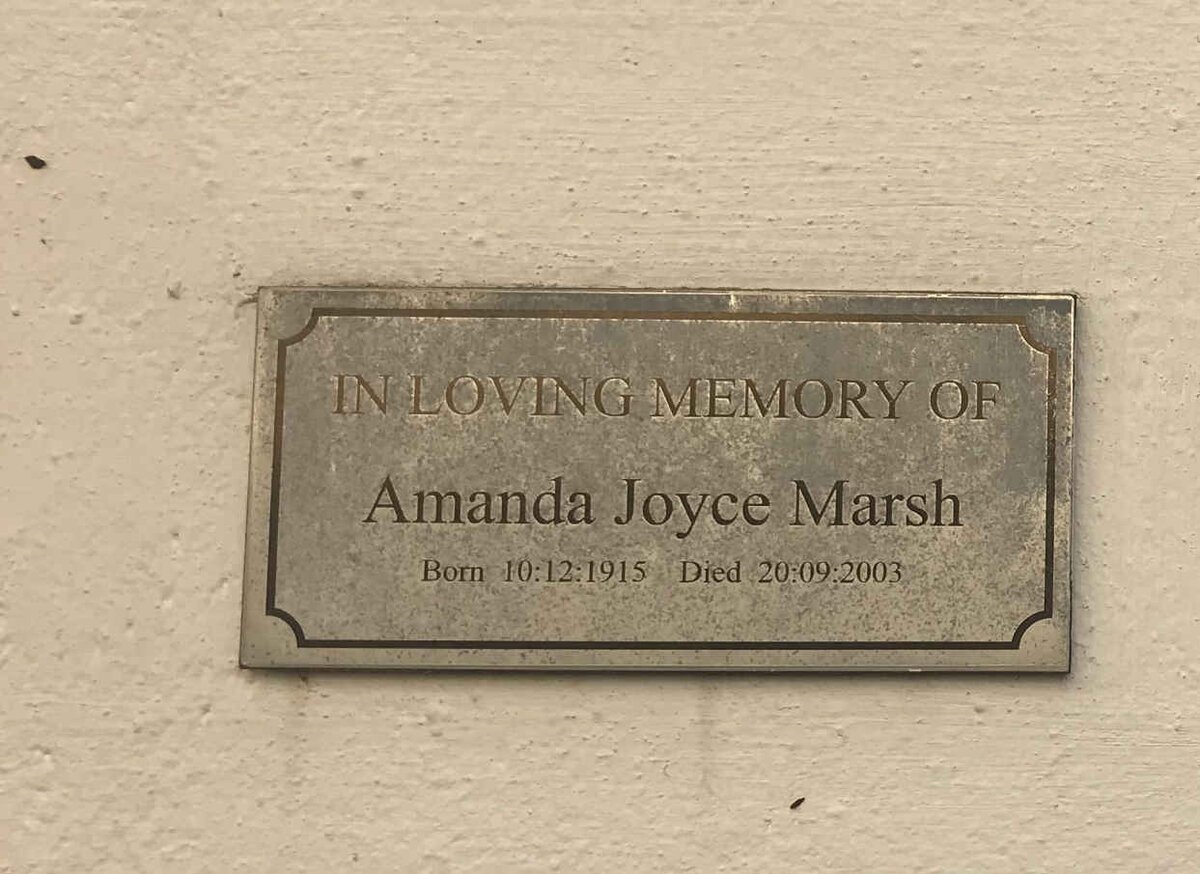 IN LOVING MEMORY OF
Amanda Joyce Marsh
Born 10:12:1915 Died 20:09:2003